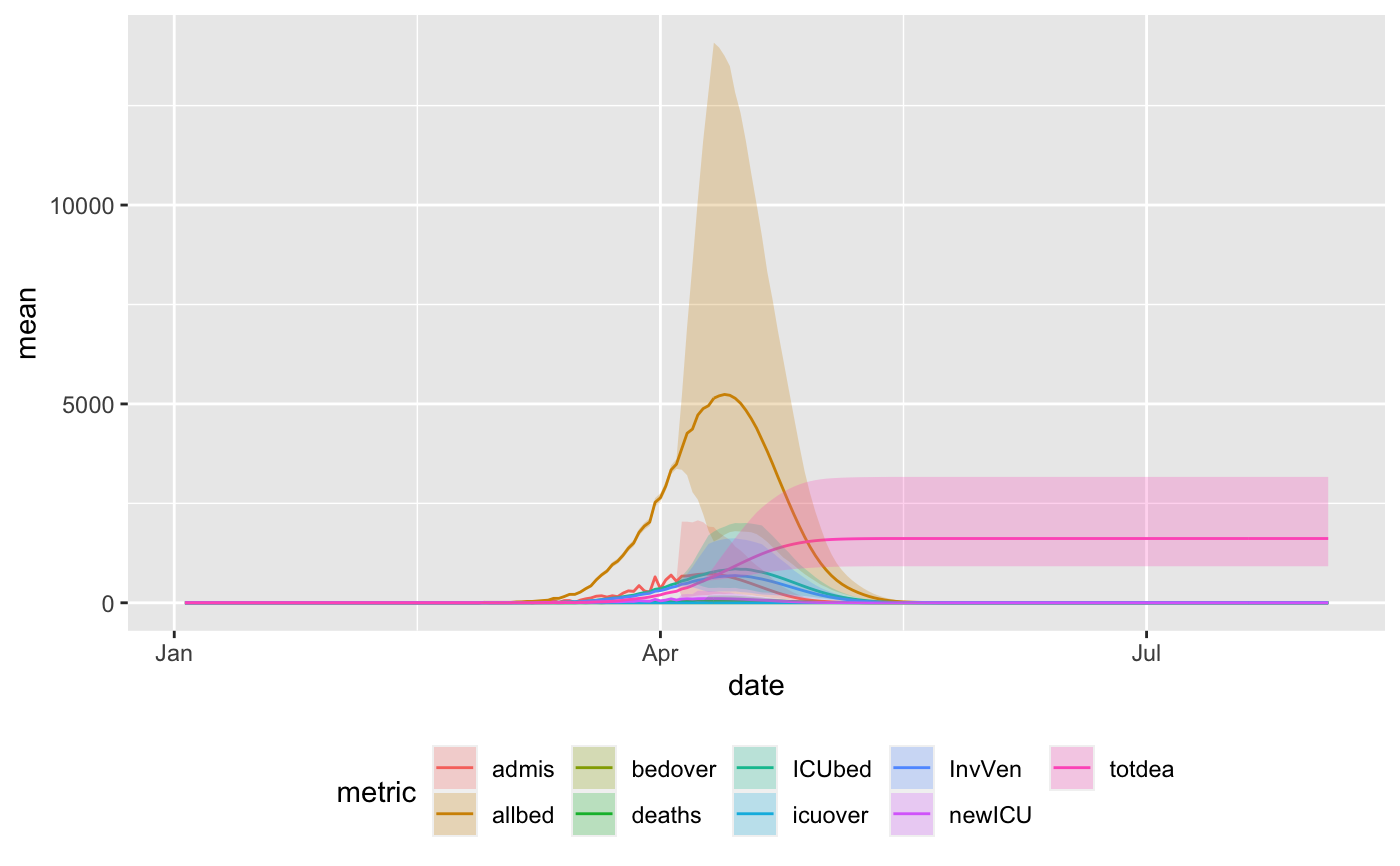 mean
10000
5000
0
Jan Apr Jul
date
metric
admis bedover ICUbed InvVen totdea
allbed deaths icuover newICU